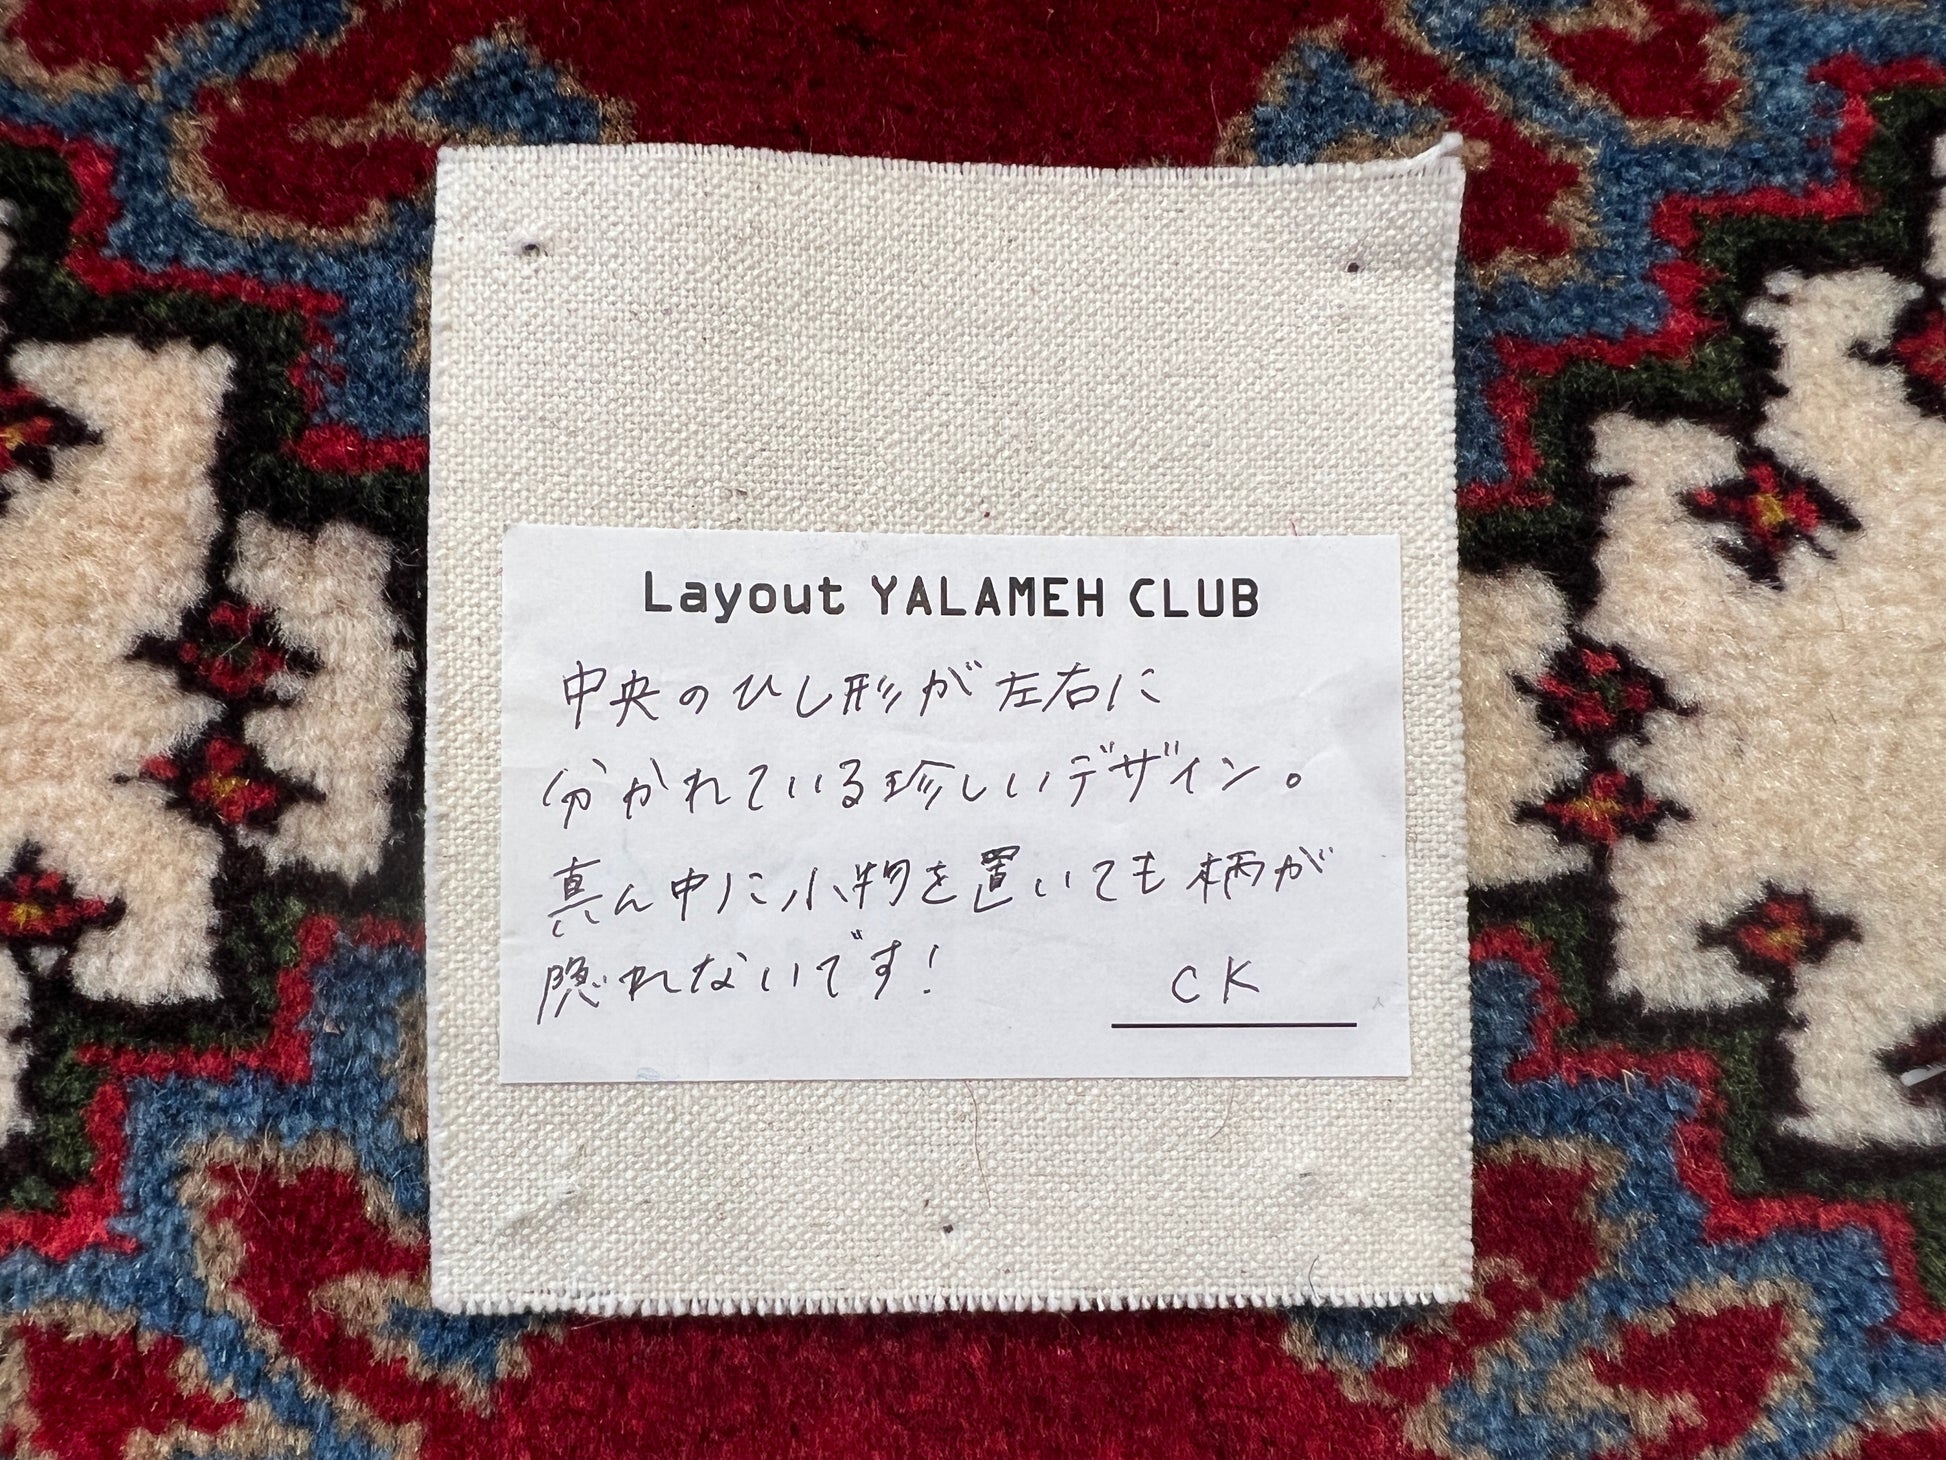 Layout YALAMEH CLUB
中央のひし形が左右に
分かれている珍しいデザイン。
真ん中に小物を置いても柄が
隠れないです!
CK